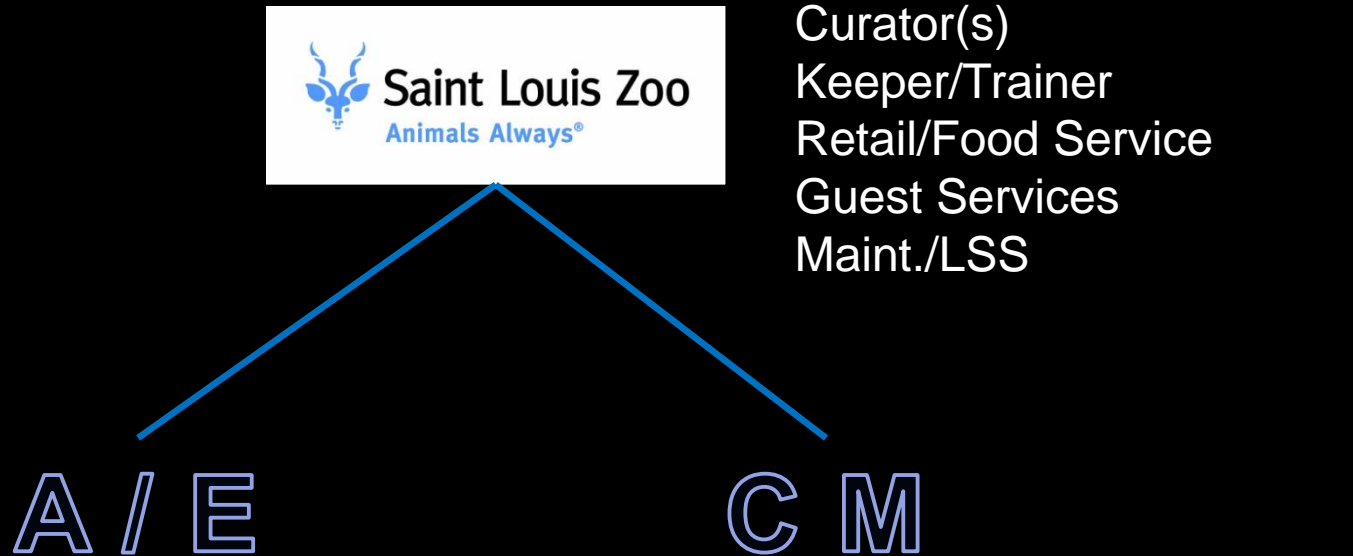 Saint Louis Zoo
Animals Always®
Curator(s)
Keeper/Trainer
Retail/Food Service
Guest Services
Maint./LSS
A / E
C M